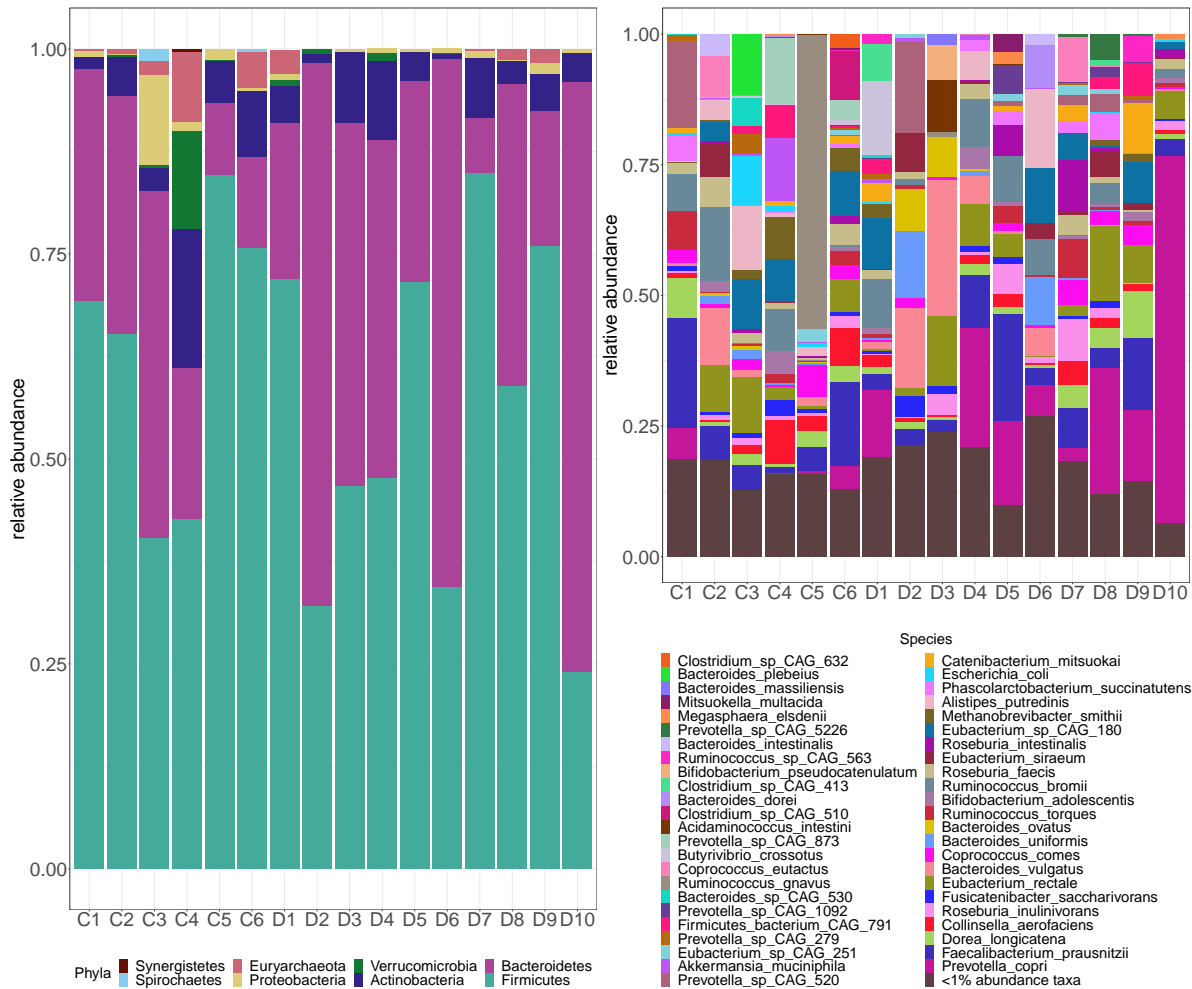 relative abundance
1.00
0.75
0.50
0.25
0.00
C1 C2 C3 C4 C5 C6 D1 D2 D3 D4 D5 D6 D7 D8 D9 D10
Phyla
Synergistetes Euryarchaeota Verrucomicrobia Bacteroidetes
Spirochaetes Proteobacteria Actinobacteria Firmicutes
relative abundance
1.00
0.75
0.50
0.25
0.00
C1 C2 C3 C4 C5 C6 D1 D2 D3 D4 D5 D6 D7 D8 D9 D10
Species
Clostridium_sp_CAG_632
Bacteroides_plebeius
Bacteroides_massiliensis
Mitsuokella_multacida
Megasphaera_elsdenii
Prevotella_sp_CAG_5226
Bacteroides_intestinalis
Ruminococcus_sp_CAG_563
Bifidobacterium_pseudocatenulatum
Clostridium_sp_CAG_413
Bacteroides_dorei
Clostridium_sp_CAG_510
Acidaminococcus_intestini
Prevotella_sp_CAG_873
Butyrivibrio_crossotus
Coprococcus_eutactus
Ruminococcus_gnavus
Bacteroides_sp_CAG_530
Prevotella_sp_CAG_1092
Firmicutes_bacterium_CAG_791
Prevotella_sp_CAG_279
Eubacterium_sp_CAG_251
Akkermansia_muciniphila
Prevotella_sp_CAG_520
Catenibacterium_mitsuokai
Escherichia_coli
Phascolarctobacterium_succinatutens
Alistipes_putredinis
Methanobrevibacter_smithii
Eubacterium_sp_CAG_180
Roseburia_intestinalis
Eubacterium_siraeum
Roseburia_faecis
Ruminococcus_bromii
Bifidobacterium_adolescentis
Ruminococcus_torques
Bacteroides_ovatus
Bacteroides_uniformis
Coprococcus_comes
Bacteroides_vulgatus
Eubacterium_rectale
Fusicatenibacter_saccharivorans
Roseburia_inulinivorans
Collinsella_aerofaciens
Dorea_longicatena
Faecalibacterium_prausnitzii
Prevotella_copri
<1% abundance taxa